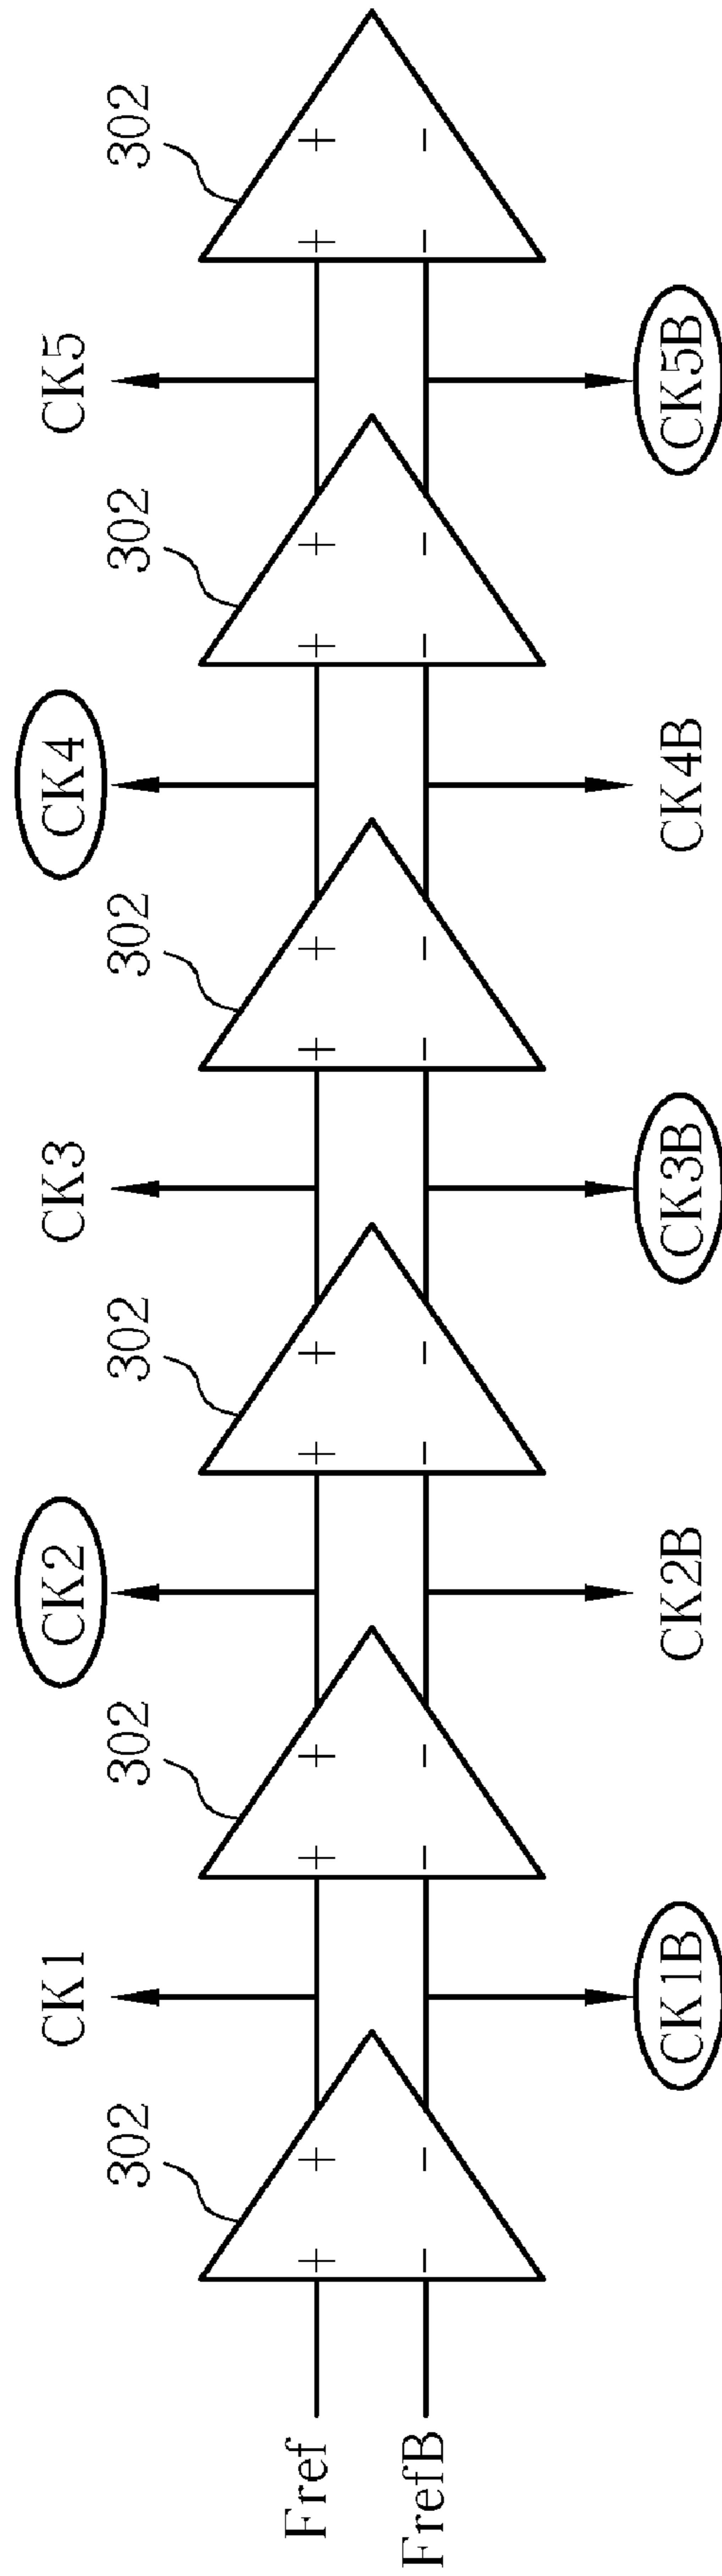 CK1 CK2 CK3 CK4 CK5
302 302 302 302 302 302
Fref + + + + + + + + + + + +
FrefB − − − − − − − − − − − −
CK1B CK2B CK3B CK4B CK5B